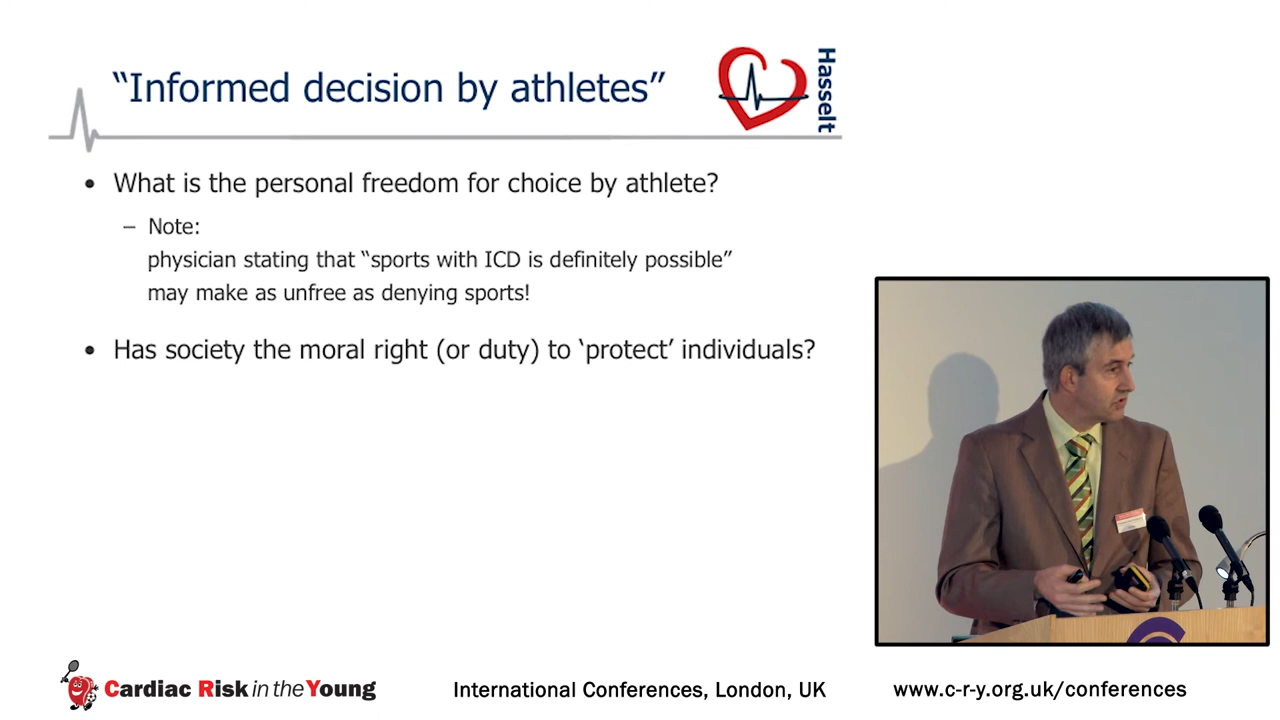 “Informed decision by athletes”
Hasselt
• What is the personal freedom for choice by athlete?
– Note:
physician stating that “sports with ICD is definitely possible”
may make as unfree as denying sports!
• Has society the moral right (or duty) to ‘protect’ individuals?
Cardiac Risk in the Young
International Conferences, London, UK
www.c-r-y.org.uk/conferences